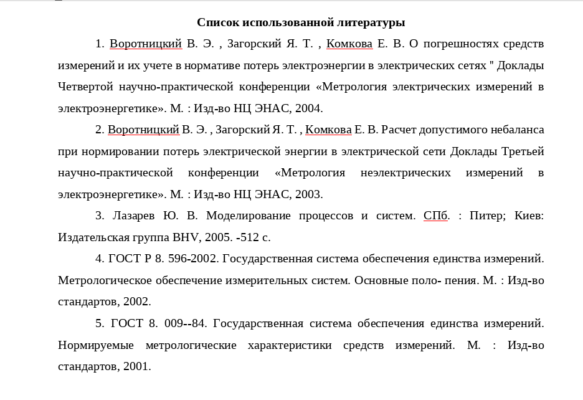 Список использованной литературы
1. Воротницкий В. Э. , Загорский Я. Т. , Комкова Е. В. О погрешностях средств
измерений и их учете в нормативе потерь электроэнергии в электрических сетях " Доклады
Четвертой научно-практической конференции «Метрология электрических измерений в
электроэнергетике». М. : Изд-во НЦ ЭНАС, 2004.
2. Воротницкий В. Э. , Загорский Я. Т. , Комкова Е. В. Расчет допустимого небаланса
при нормировании потерь электрической энергии в электрической сети Доклады Третьей
научно-практической конференции «Метрология неэлектрических измерений в
электроэнергетике». М. : Изд-во НЦ ЭНАС, 2003.
3. Лазарев Ю. В. Моделирование процессов и систем. СПб. : Питер; Киев:
Издательская группа BHV, 2005. -512 с.
4. ГОСТ Р 8. 596-2002. Государственная система обеспечения единства измерений.
Метрологическое обеспечение измерительных систем. Основные поло- пения. М. : Изд-во
стандартов, 2002.
5. ГОСТ 8. 009--84. Государственная система обеспечения единства измерений.
Нормируемые метрологические характеристики средств измерений. М. : Изд-во
стандартов, 2001.